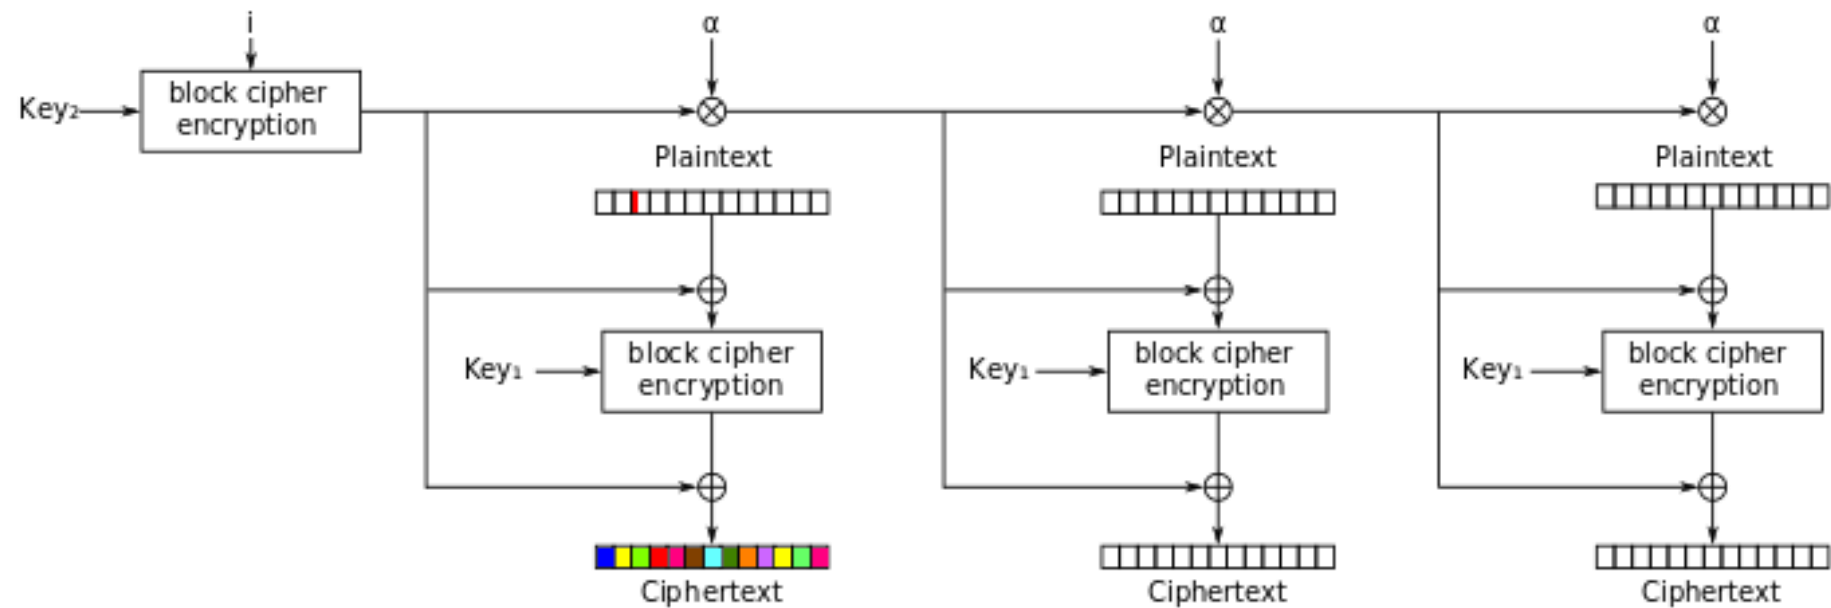 i
α
α
α
Key₂
block cipher
encryption
Plaintext
Plaintext
Plaintext
Key₁
block cipher
encryption
Key₁
block cipher
encryption
Key₁
block cipher
encryption
Ciphertext
Ciphertext
Ciphertext